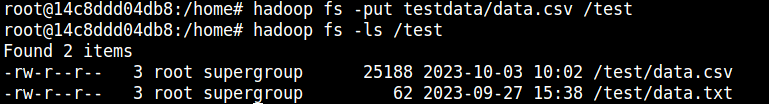 root@14c8ddd04db8:/home# hadoop fs -put testdata/data.csv /test
root@14c8ddd04db8:/home# hadoop fs -ls /test
Found 2 items
-rw-r--r--   3 root supergroup      25188 2023-10-03 10:02 /test/data.csv
-rw-r--r--   3 root supergroup         62 2023-09-27 15:38 /test/data.txt